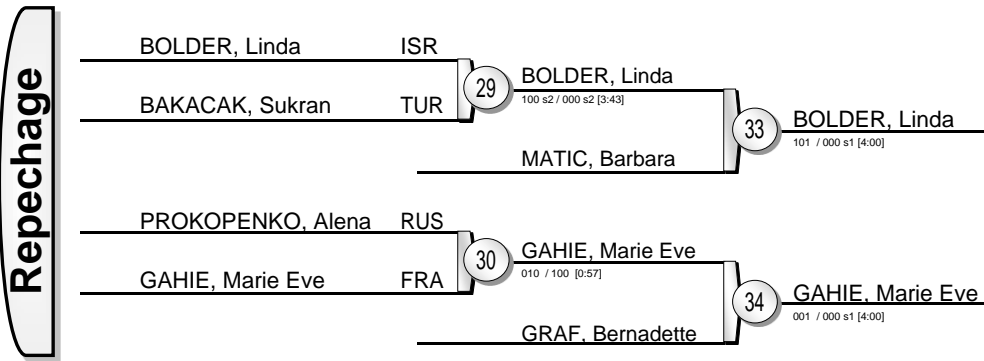 Repechage
BOLDER, Linda ISR
BAKACAK, Sukran TUR
29
BOLDER, Linda
100 s2 / 000 s2 [3:43]
MATIC, Barbara
33
BOLDER, Linda
101 / 000 s1 [4:00]
PROKOPENKO, Alena RUS
GAHIE, Marie Eve FRA
30
GAHIE, Marie Eve
010 / 100 [0:57]
GRAF, Bernadette
34
GAHIE, Marie Eve
001 / 000 s1 [4:00]